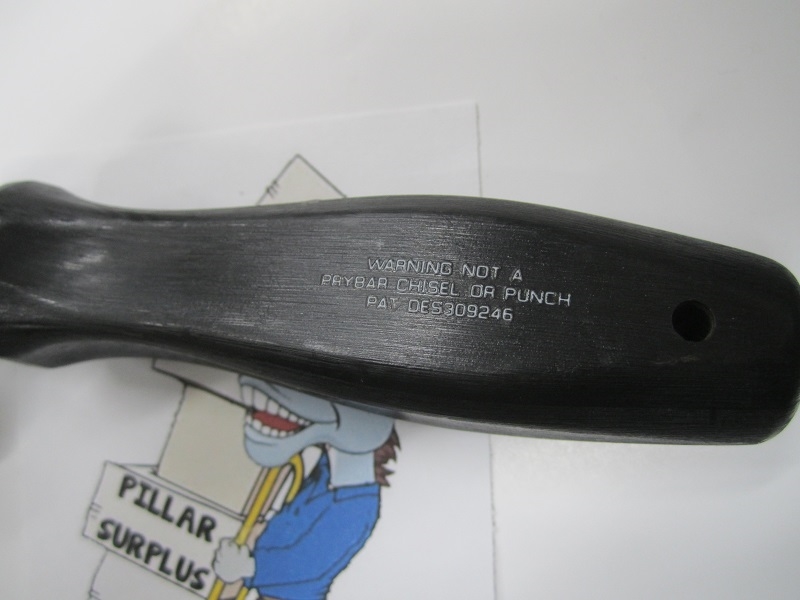 WARNING NOT A
PRYBAR CHISEL OR PUNCH
PAT DES309246
PILLAR
SURPLUS